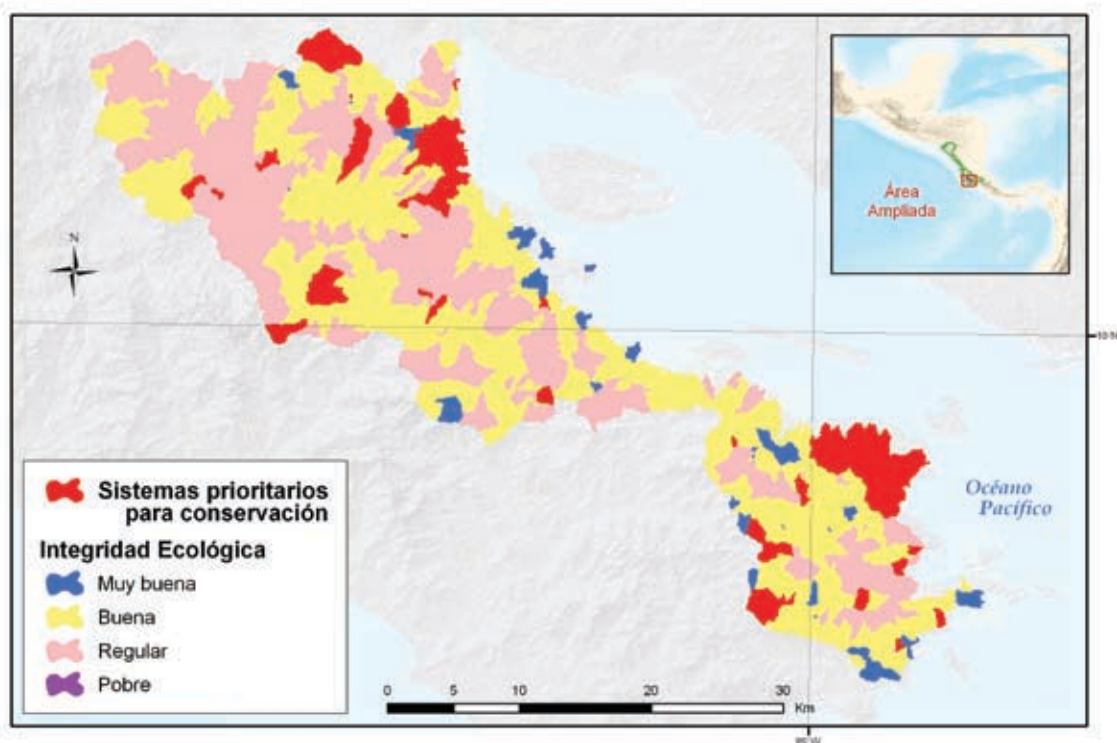 N
Área
Ampliada
10°N
Océano
Pacífico
Sistemas prioritarios
para conservación
Integridad Ecológica
Muy buena
Buena
Regular
Pobre
0 5 10 20 30
Km